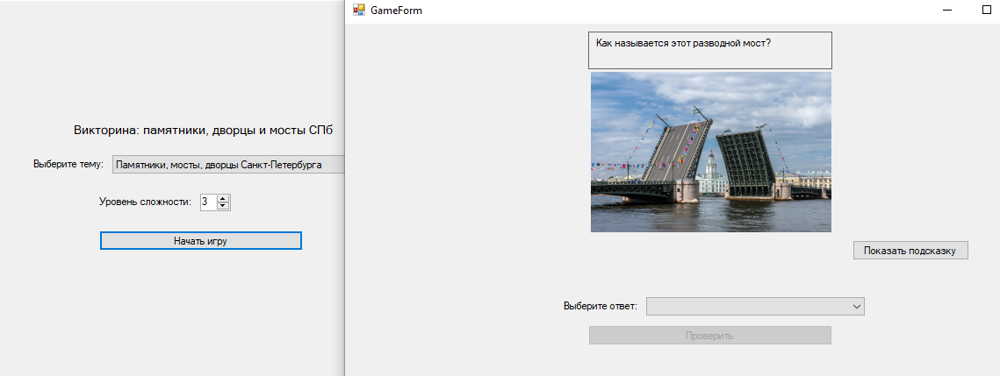 GameForm
Как называется этот разводной мост?
Викторина: памятники, дворцы и мосты СПб
Выберите тему: Памятники, мосты, дворцы Санкт-Петербурга
Уровень сложности: 3
Начать игру
Показать подсказку
Выберите ответ:
Проверить